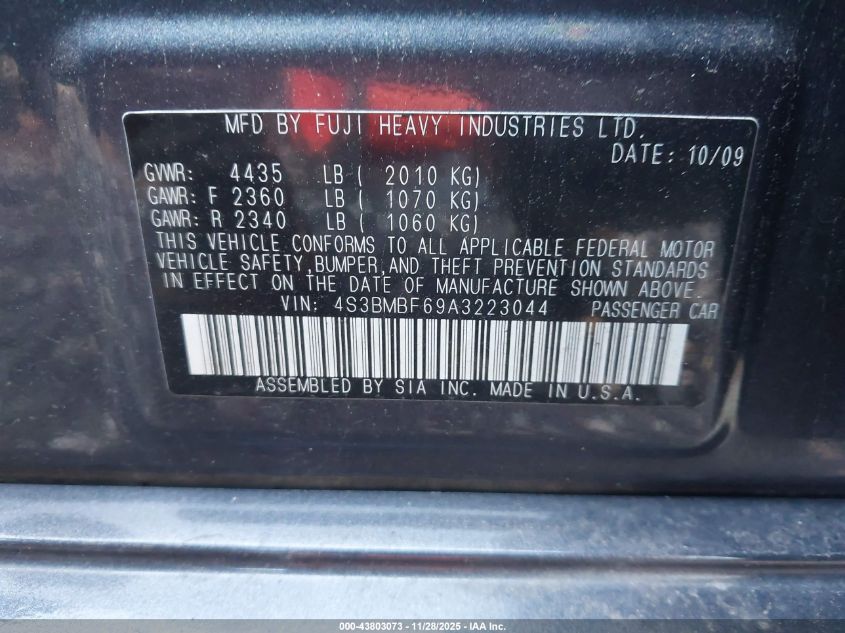 MFD BY FUJI HEAVY INDUSTRIES LTD.
DATE: 10/09
GVWR: 4435 LB ( 2010 KG)
GAWR: F 2360 LB ( 1070 KG)
GAWR: R 2340 LB ( 1060 KG)
THIS VEHICLE CONFORMS TO ALL APPLICABLE FEDERAL MOTOR
VEHICLE SAFETY,BUMPER,AND THEFT PREVENTION STANDARDS
IN EFFECT ON THE DATE OF MANUFACTURE SHOWN ABOVE.
VIN: 4S3BMBF69A3223044 PASSENGER CAR
ASSEMBLED BY SIA INC. MADE IN U.S.A.
000-43803073 — 11/28/2025 — IAA Inc.